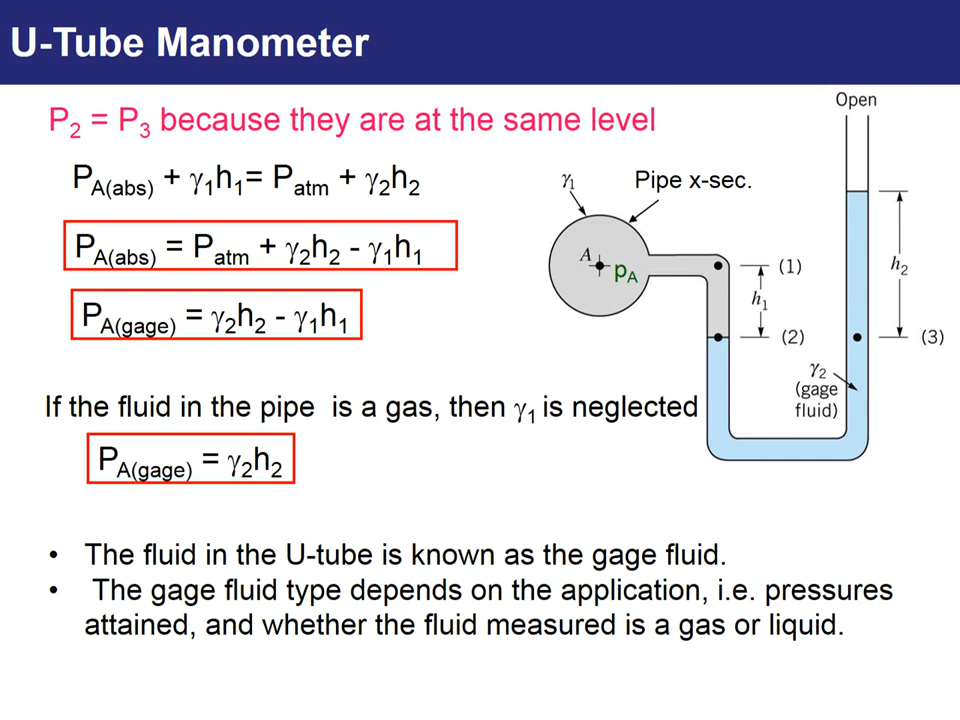 U-Tube Manometer
P₂ = P₃ because they are at the same level
P_A(abs) + γ₁h₁= P_atm + γ₂h₂
P_A(abs) = P_atm + γ₂h₂ - γ₁h₁
P_A(gage) = γ₂h₂ - γ₁h₁
If the fluid in the pipe is a gas, then γ₁ is neglected
P_A(gage) = γ₂h₂
Open
γ₁
Pipe x-sec.
A
p_A
(1)
h₁
h₂
(2)
(3)
γ₂
(gage
fluid)
• The fluid in the U-tube is known as the gage fluid.
• The gage fluid type depends on the application, i.e. pressures
attained, and whether the fluid measured is a gas or liquid.